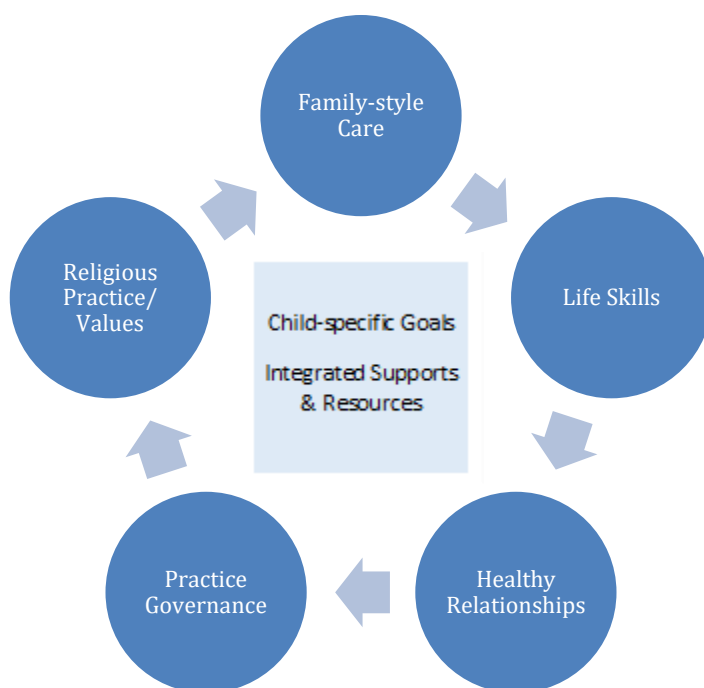 Family-style
Care
Life Skills
Healthy
Relationships
Practice
Governance
Religious
Practice/
Values
Child-specific Goals
Integrated Supports
& Resources